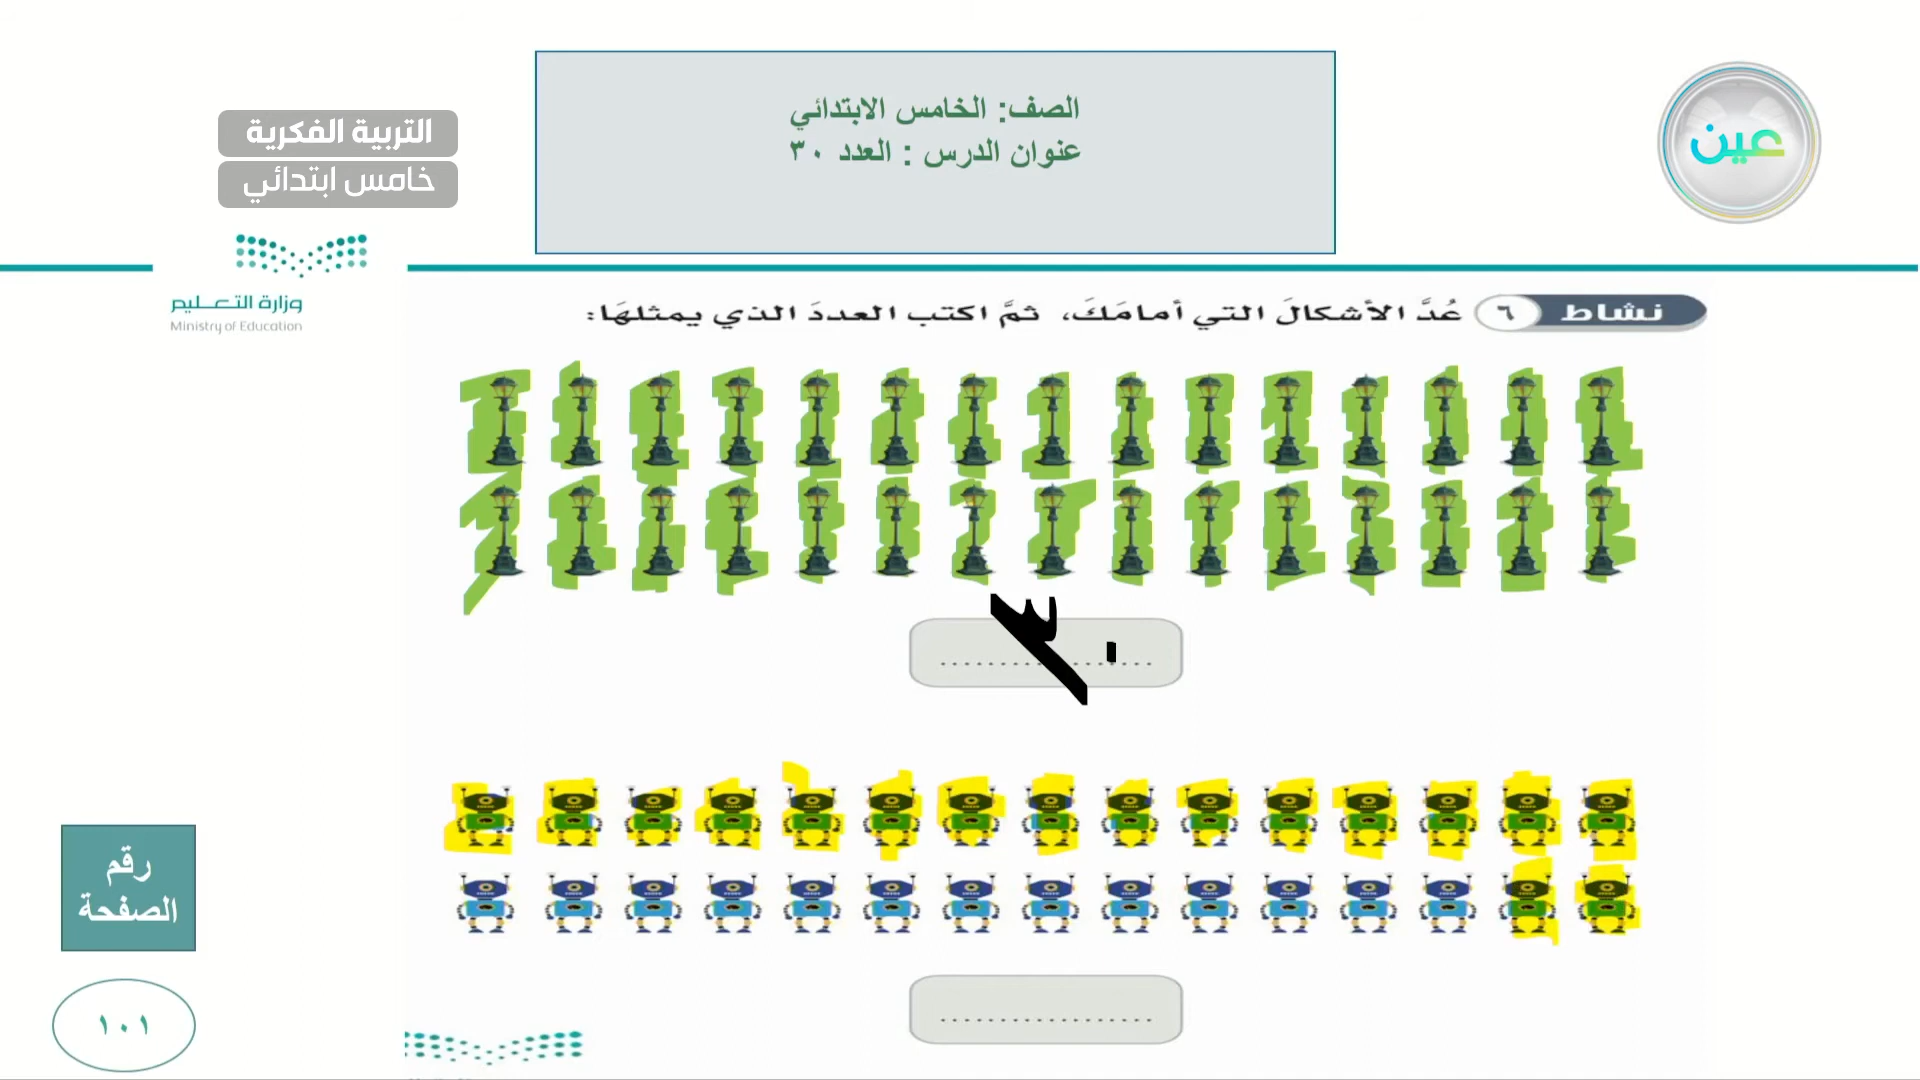 الصف: الخامس الابتدائي
عنوان الدرس : العدد ٣٠
عين
التربية الفكرية
خامس ابتدائي
وزارة التعليم
Ministry of Education
نشاط ٦ عُدَّ الأشكالَ التي أمامَكَ، ثمَّ اكتب العددَ الذي يمثلهَا:
٣٠
رقم
الصفحة
١٠١